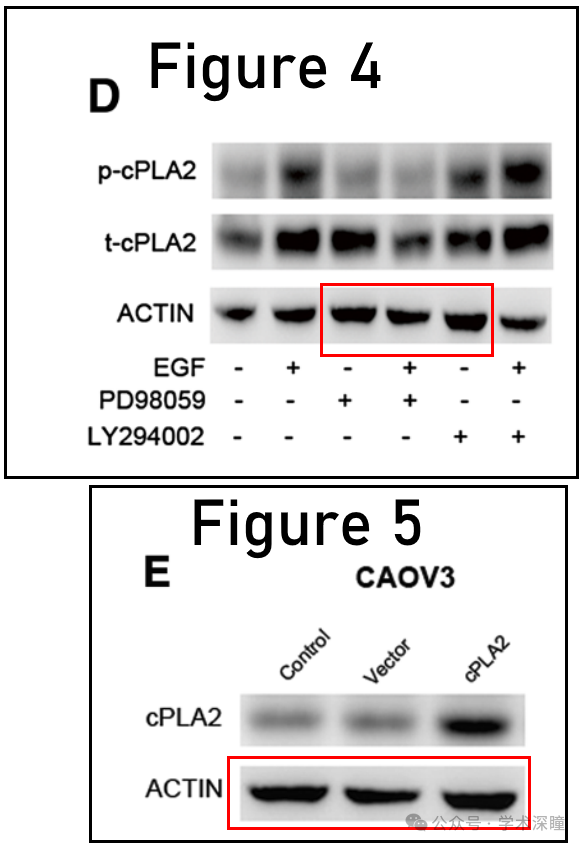 Figure 4
D
p-cPLA2
t-cPLA2
ACTIN
EGF - + - + - +
PD98059 - - + + - -
LY294002 - - - - + +
Figure 5
E
CAOV3
Control Vector cPLA2
cPLA2
ACTIN
公众号 · 学术深瞳